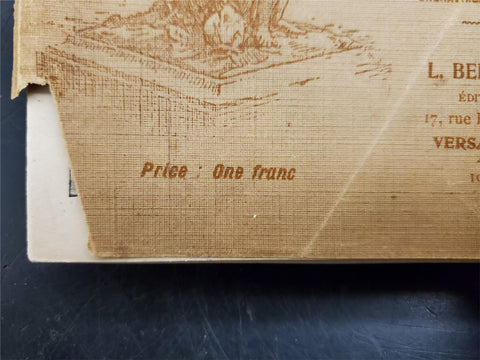 L. BE
ÉDIT
17, rue
VERSA
Price : One franc